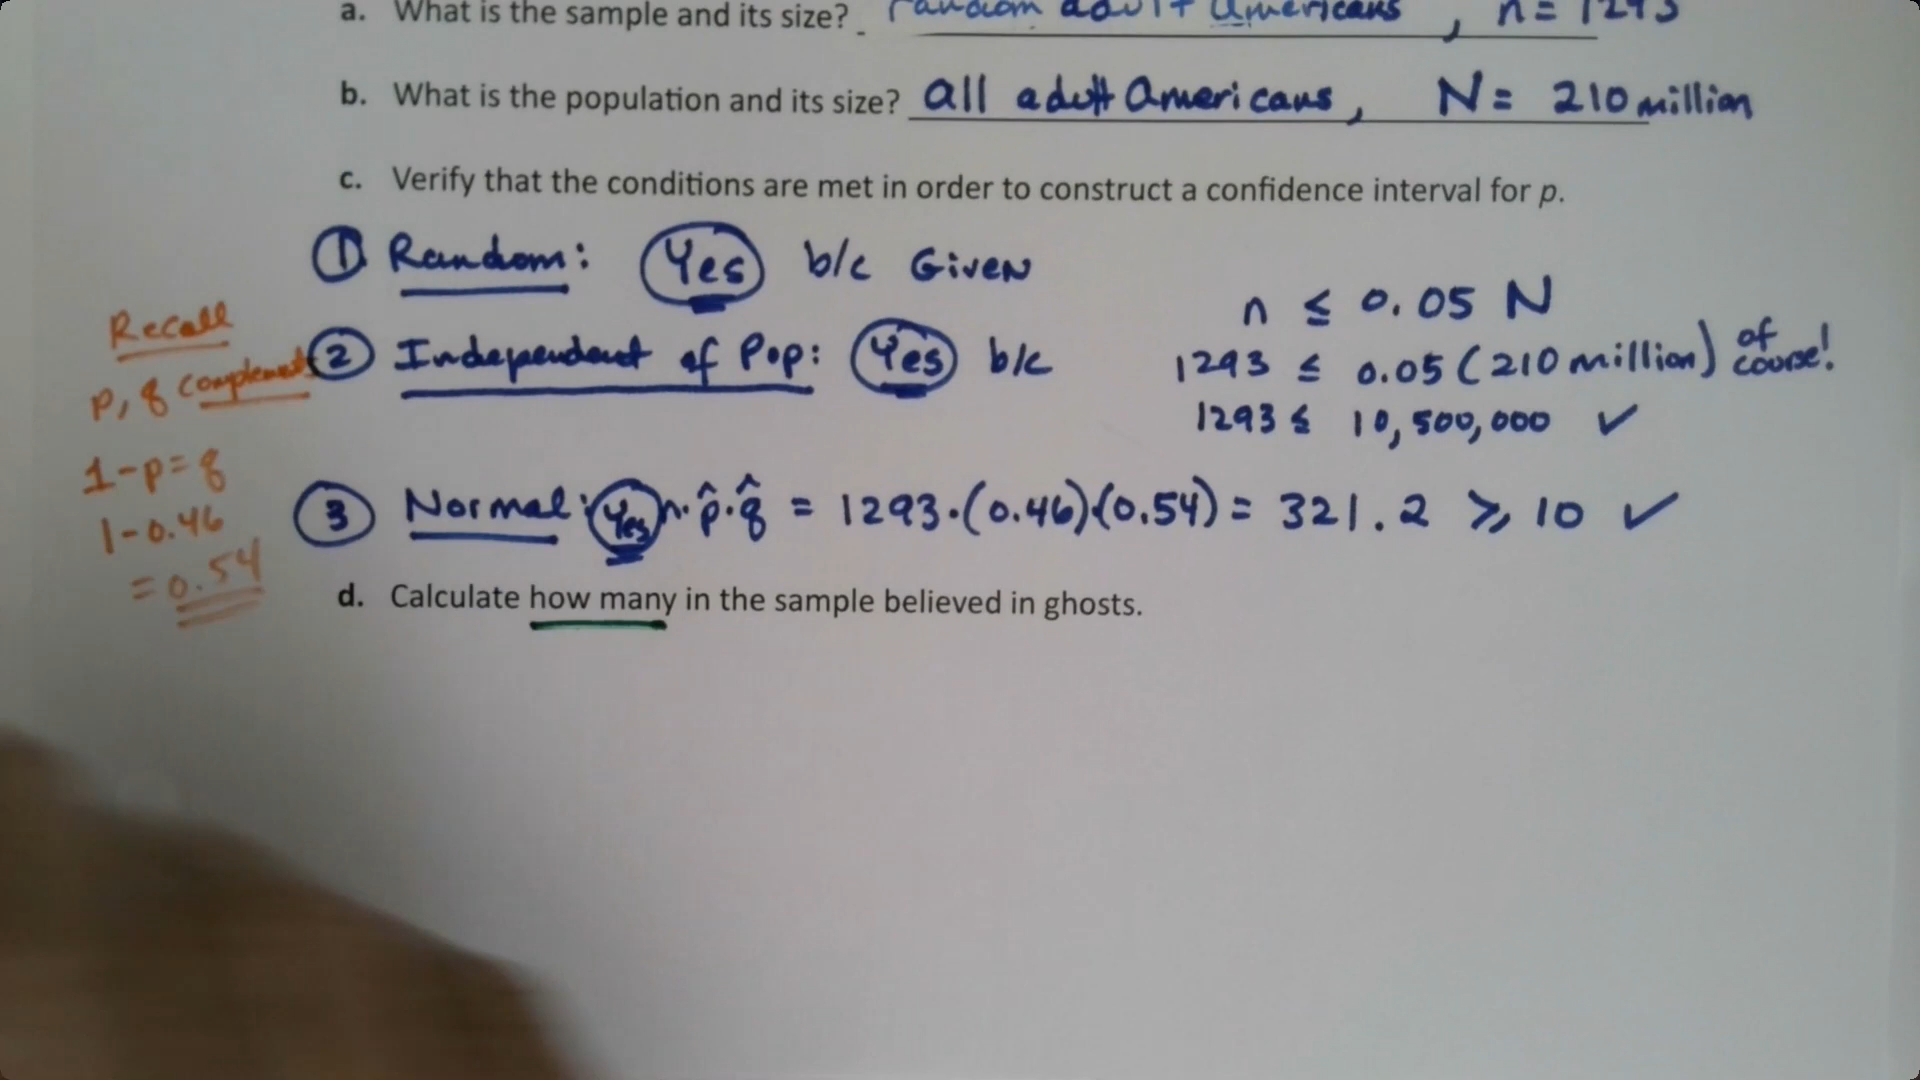 a. What is the sample and its size? random adult Americans, n = 1293
b. What is the population and its size? all adult Americans, N = 210 million
c. Verify that the conditions are met in order to construct a confidence interval for p.
① Random: Yes b/c Given
n ≤ 0.05 N
② Independent of Pop: Yes b/c
1293 ≤ 0.05 (210 million) of course!
1293 ≤ 10,500,000 ✓
Recall
p, q complement
1-p=q
1-0.46
=0.54
③ Normal: Yes n·p̂·q̂ = 1293·(0.46)·(0.54) = 321.2 ≥ 10 ✓
d. Calculate how many in the sample believed in ghosts.